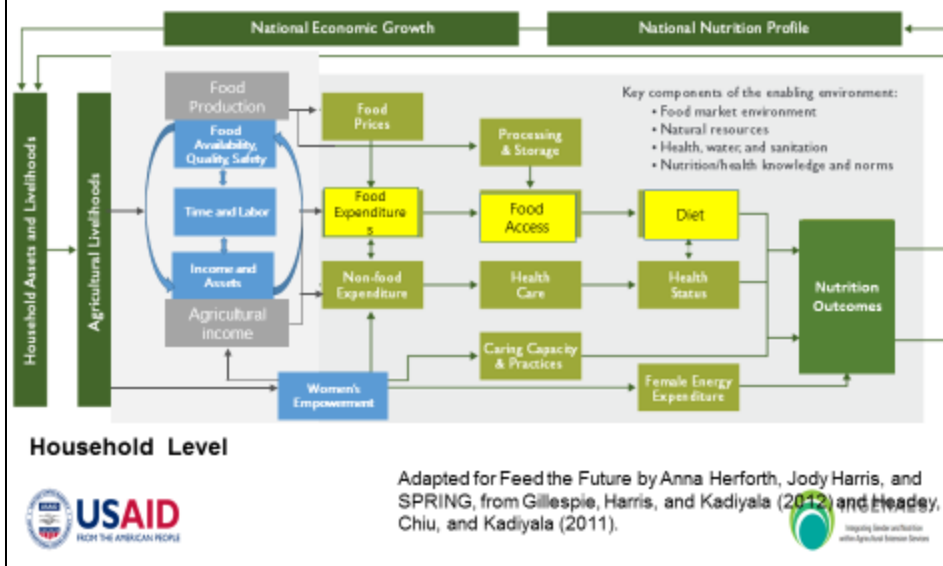 National Economic Growth
National Nutrition Profile
Household Assets and Livelihoods
Agricultural Livelihoods
Food
Production
Food
Availability,
Quality, Safety
Time and Labor
Income and
Assets
Agricultural
income
Women's
Empowerment
Food
Prices
Food
Expenditure
s
Non-food
Expenditure
Processing
& Storage
Food
Access
Health
Care
Caring Capacity
& Practices
Diet
Health
Status
Female Energy
Expenditure
Key components of the enabling environment:
• Food market environment
• Natural resources
• Health, water, and sanitation
• Nutrition/health knowledge and norms
Nutrition
Outcomes
Household Level
USAID
FROM THE AMERICAN PEOPLE
Adapted for Feed the Future by Anna Herforth, Jody Harris, and
SPRING, from Gillespie, Harris, and Kadiyala (2012) and Headey,
Chiu, and Kadiyala (2011).
INGENAES
Integrating Gender and Nutrition
within Agricultural Extension Services